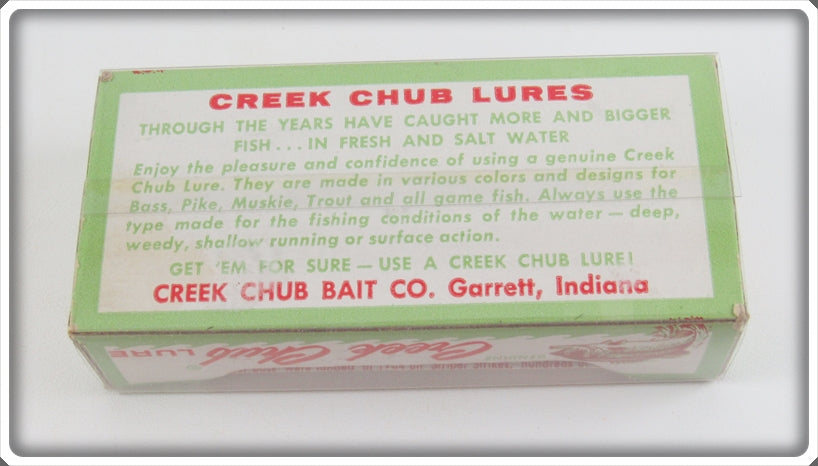 CREEK CHUB LURES
THROUGH THE YEARS HAVE CAUGHT MORE AND BIGGER
FISH... IN FRESH AND SALT WATER
Enjoy the pleasure and confidence of using a genuine Creek
Chub Lure. They are made in various colors and designs for
Bass, Pike, Muskie, Trout and all game fish. Always use the
type made for the fishing conditions of the water — deep,
weedy, shallow running or surface action.
GET 'EM FOR SURE — USE A CREEK CHUB LURE!
CREEK CHUB BAIT CO. Garrett, Indiana
GENUINE
Creek Chub LURE